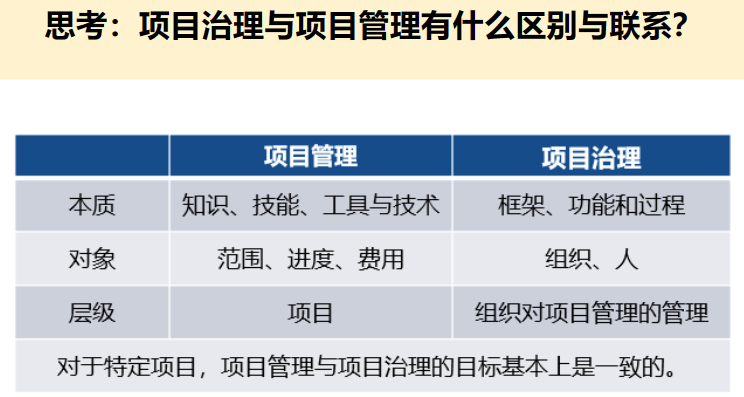 思考：项目治理与项目管理有什么区别与联系？
项目管理 项目治理
本质 知识、技能、工具与技术 框架、功能和过程
对象 范围、进度、费用 组织、人
层级 项目 组织对项目管理的管理
对于特定项目，项目管理与项目治理的目标基本上是一致的。